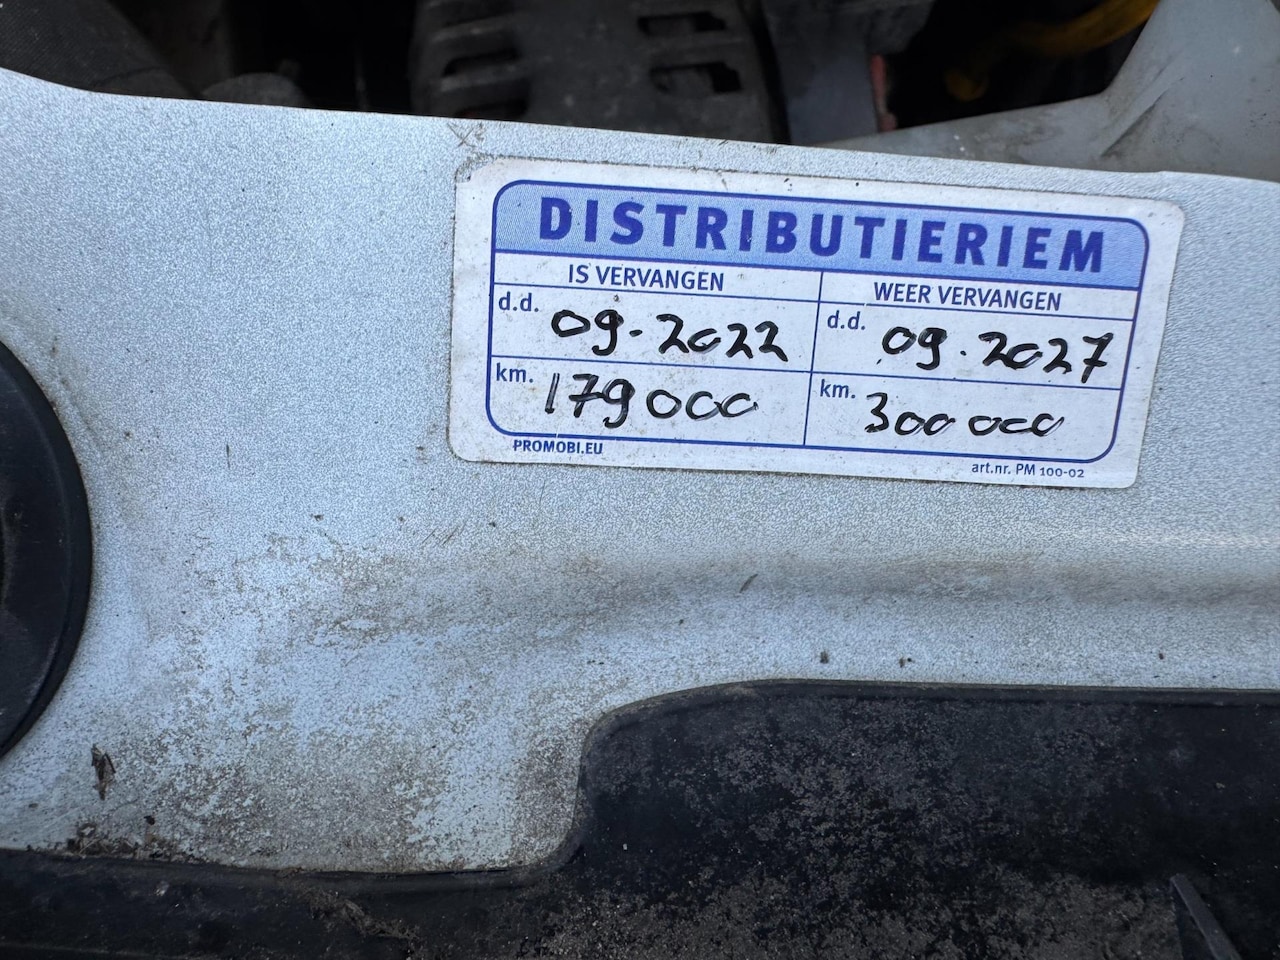 DISTRIBUTIERIEM
IS VERVANGEN WEER VERVANGEN
d.d. 09-2022 d.d. 09.2027
km. 179000 km. 300000
PROMOBI.EU art.nr. PM 100-02